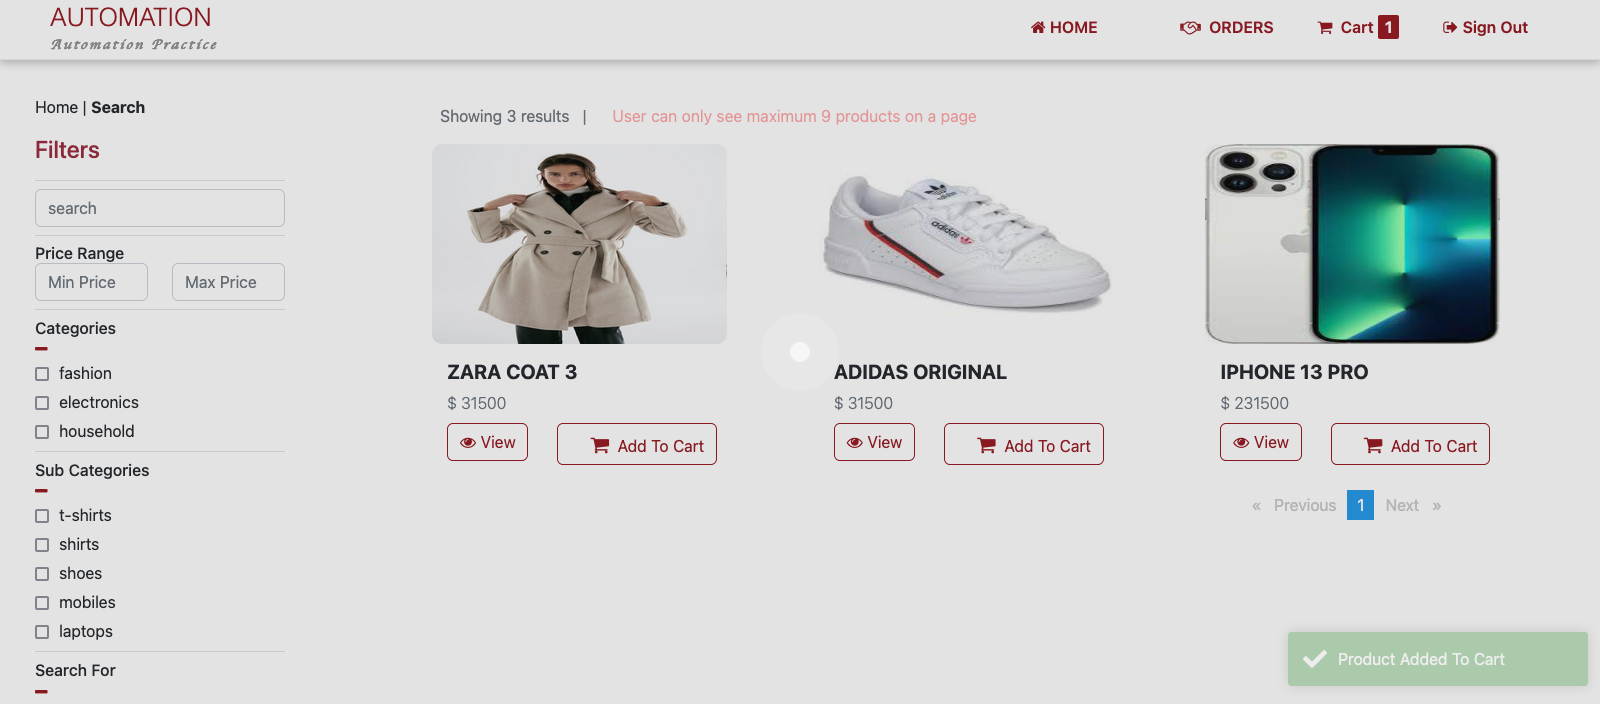 AUTOMATION
Automation Practice
HOME
ORDERS
Cart 1
Sign Out
Home | Search
Filters
search
Price Range
Min Price
Max Price
Categories
fashion
electronics
household
Sub Categories
t-shirts
shirts
shoes
mobiles
laptops
Search For
Showing 3 results |
User can only see maximum 9 products on a page
ZARA COAT 3
$ 31500
View
Add To Cart
adidas
adidas
ADIDAS ORIGINAL
$ 31500
View
Add To Cart
IPHONE 13 PRO
$ 231500
View
Add To Cart
« Previous 1 Next »
Product Added To Cart